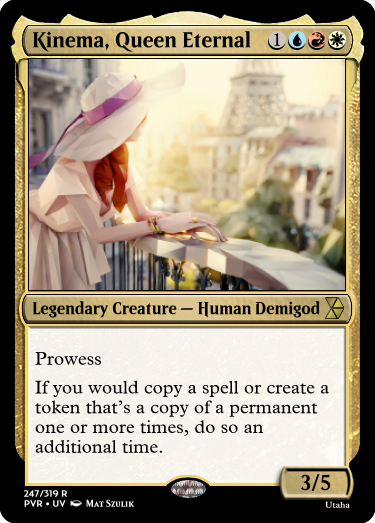 Kinema, Queen Eternal 1
Legendary Creature — Human Demigod
Prowess
If you would copy a spell or create a
token that's a copy of a permanent
one or more times, do so an
additional time.
3/5
247/319 R
PVR • UV Mat Szulik
Utaha